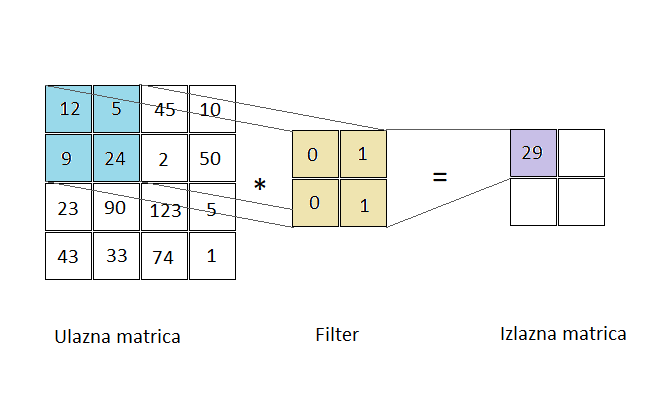 12 5 45 10
9 24 2 50
23 90 123 5
43 33 74 1
*
0 1
0 1
=
29
Ulazna matrica
Filter
Izlazna matrica